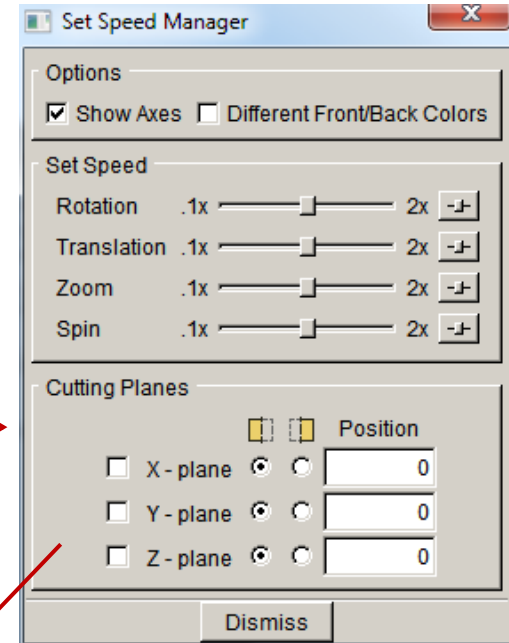 Set Speed Manager
Options
Show Axes Different Front/Back Colors
Set Speed
Rotation .1x 2x
Translation .1x 2x
Zoom .1x 2x
Spin .1x 2x
Cutting Planes
Position
X - plane 0
Y - plane 0
Z - plane 0
Dismiss